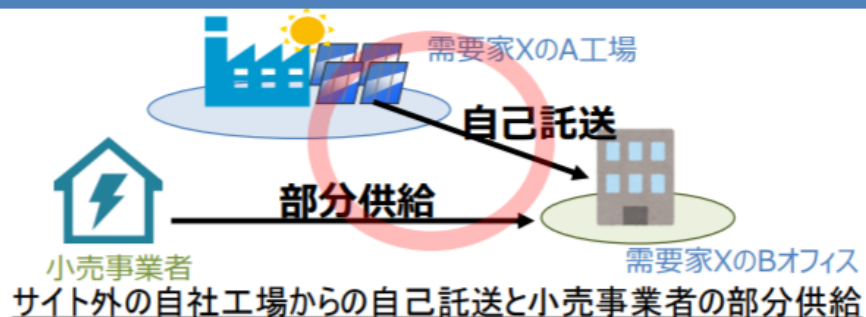 需要家XのA工場
自己託送
部分供給
小売事業者
需要家XのBオフィス
サイト外の自社工場からの自己託送と小売事業者の部分供給